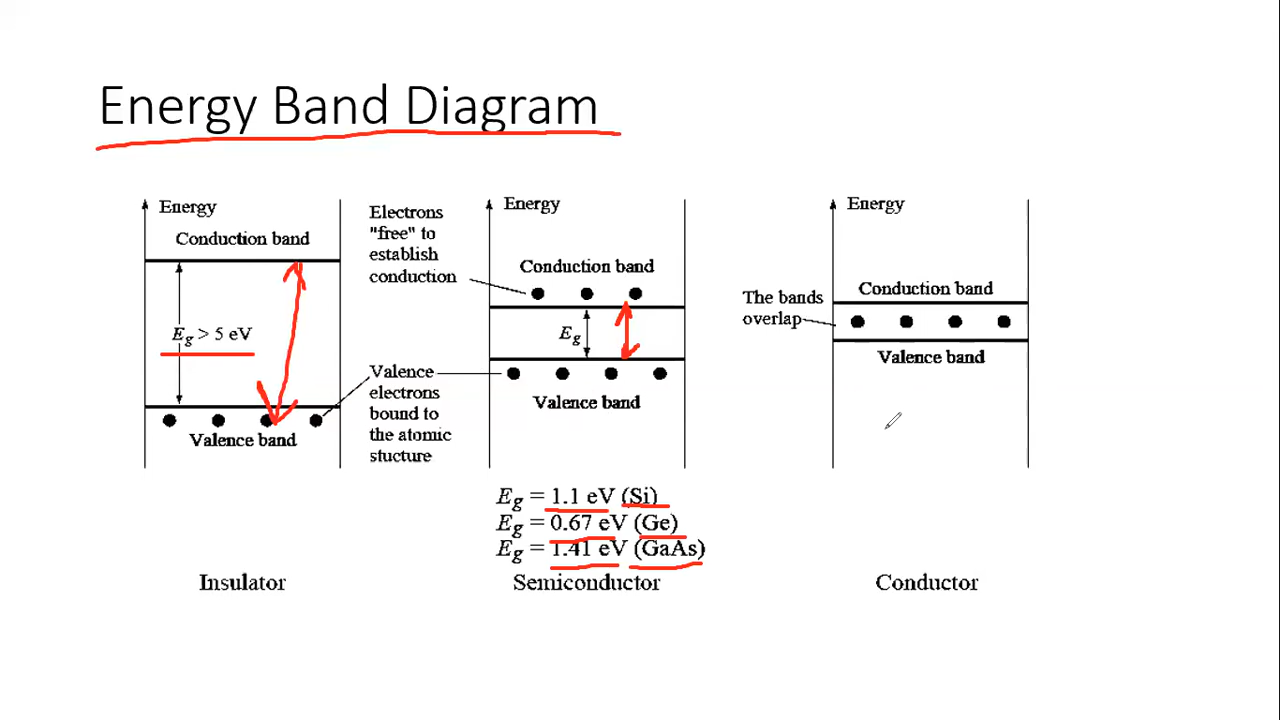 Energy Band Diagram
Energy
Conduction band
Eg > 5 eV
Valence band
Insulator
Electrons
"free" to
establish
conduction
Valence
electrons
bound to
the atomic
stucture
Energy
Conduction band
Eg
Valence band
Eg = 1.1 eV (Si)
Eg = 0.67 eV (Ge)
Eg = 1.41 eV (GaAs)
Semiconductor
The bands
overlap
Energy
Conduction band
Valence band
Conductor